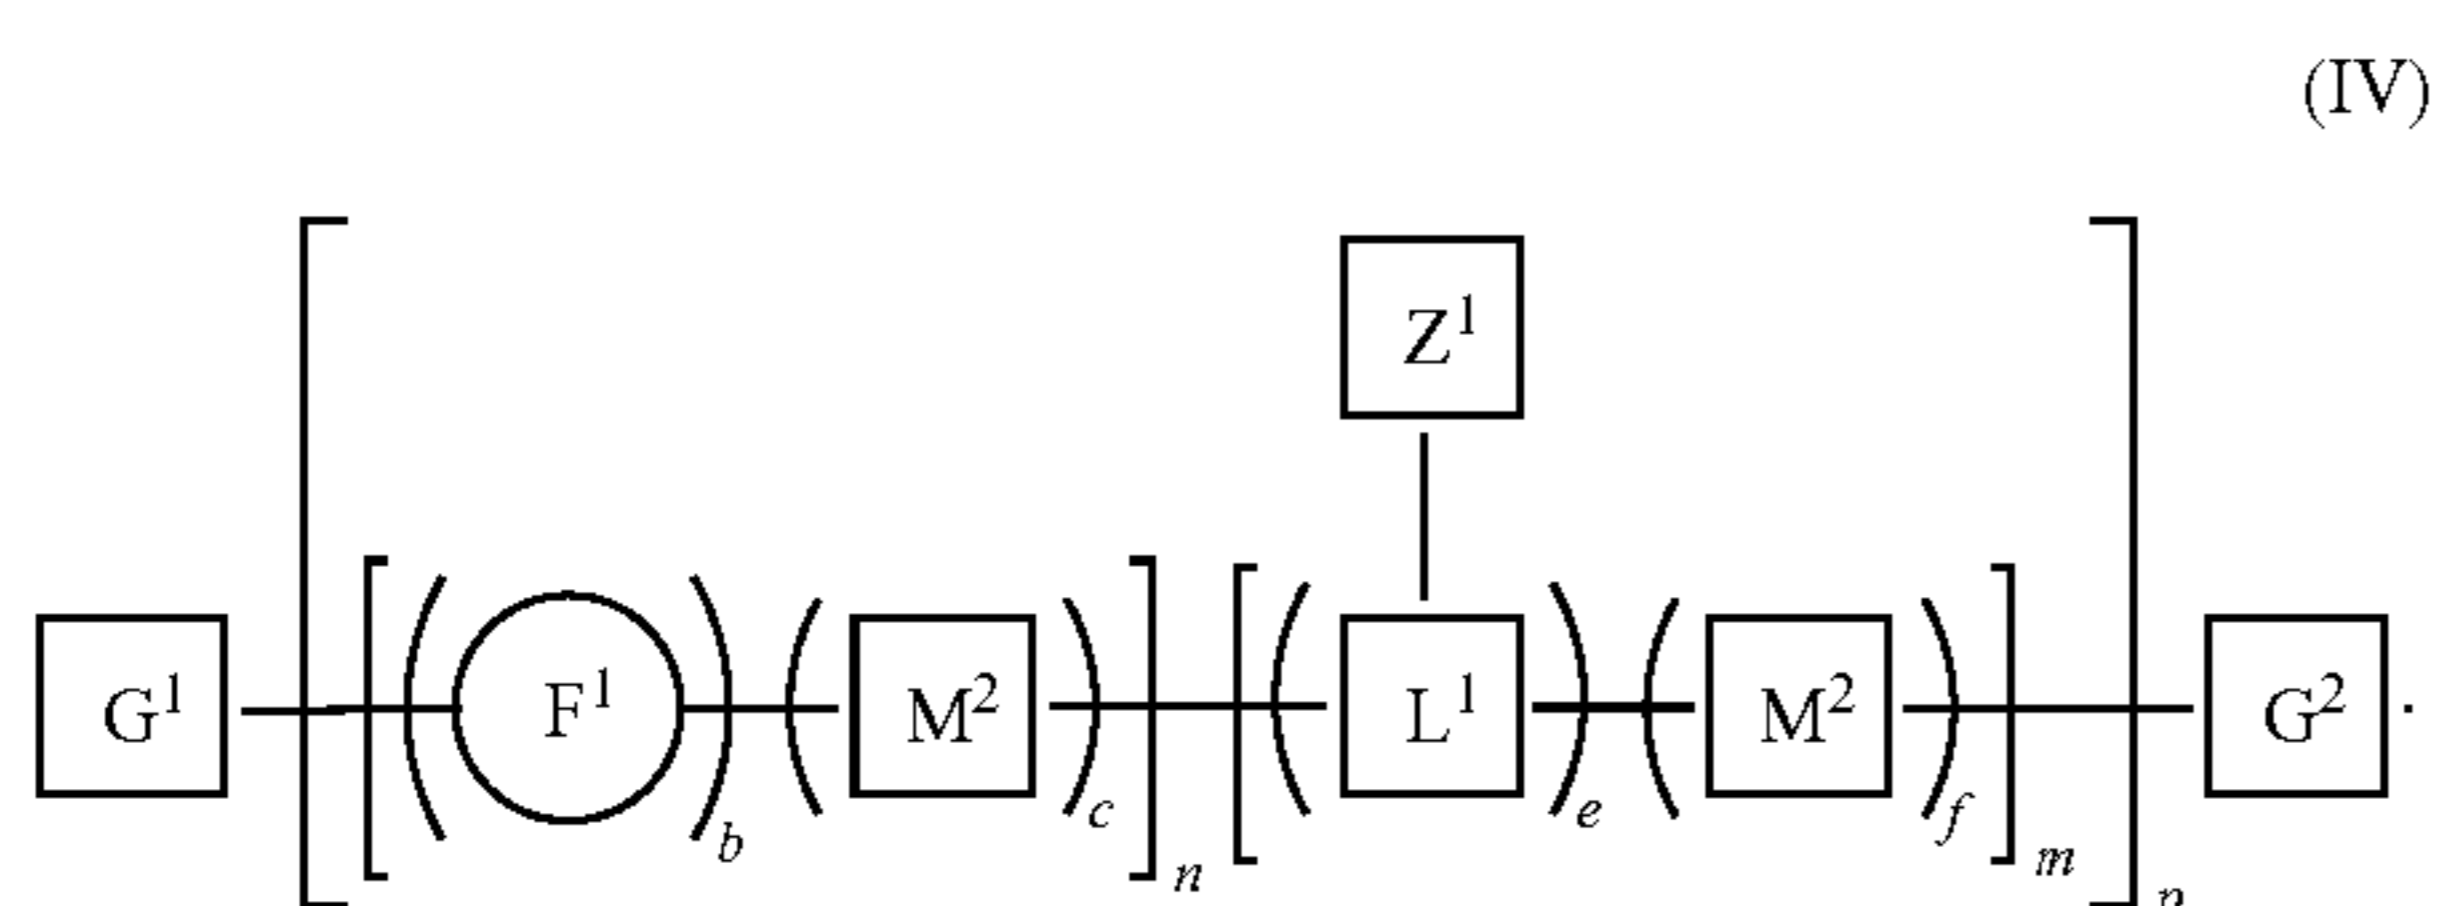 (IV)
Z¹
G¹ [ [ ( F¹ )b ( M² )c ]n [ ( L¹ )e ( M² )f ]m ] G² .